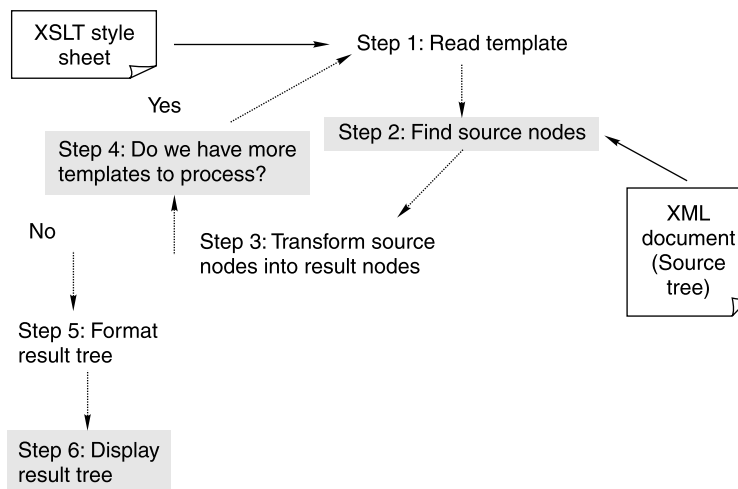 XSLT style
sheet
Step 1: Read template
Yes
Step 2: Find source nodes
Step 4: Do we have more
templates to process?
XML
document
(Source
tree)
No
Step 3: Transform source
nodes into result nodes
Step 5: Format
result tree
Step 6: Display
result tree